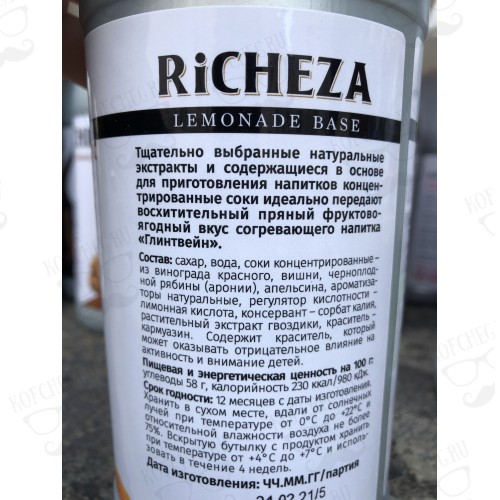 RiCHEZA
LEMONADE BASE
Тщательно выбранные натуральные
экстракты и содержащиеся в основе
для приготовления напитков концен-
трированные соки идеально передают
восхитительный пряный фруктово-
ягодный вкус согревающего напитка
«Глинтвейн».
Состав: сахар, вода, соки концентрированные –
из винограда красного, вишни, черноплод-
ной рябины (аронии), апельсина, ароматиза-
торы натуральные, регулятор кислотности –
лимонная кислота, консервант – сорбат калия,
растительный экстракт гвоздики, краситель –
кармуазин. Содержит краситель, который
может оказывать отрицательное влияние на
активность и внимание детей.
Пищевая и энергетическая ценность на 100 г:
углеводы 58 г, калорийность 230 ккал/980 кДж.
Срок годности: 12 месяцев с даты изготовления.
Хранить в сухом месте, вдали от солнечных
лучей при температуре от 0°C до +22°C и
относительной влажности воздуха не более
75%. Вскрытую бутылку с продуктом хранить
при температуре от +4°C до +7°C и исполь-
зовать в течение 4 недель.
Дата изготовления: ЧЧ.ММ.ГГ/партия
24.02.21/5
KOFCHEG.RU